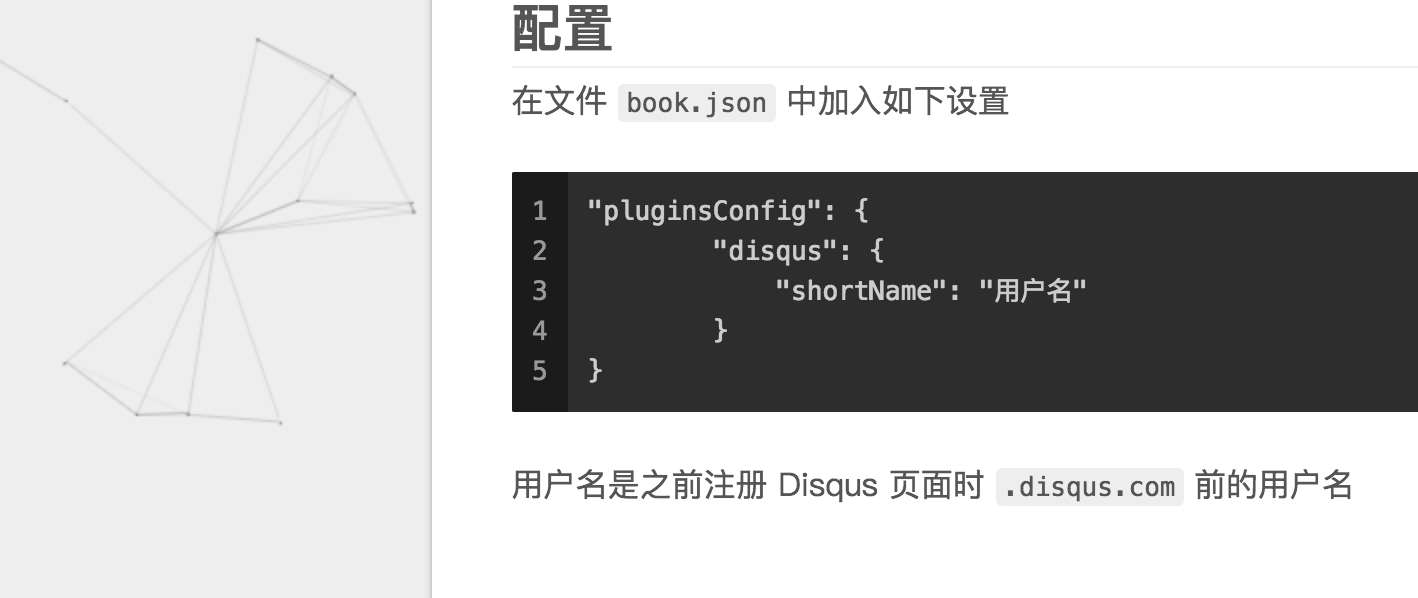 配置
在文件 book.json 中加入如下设置
1 "pluginsConfig": {
2         "disqus": {
3             "shortName": "用户名"
4         }
5 }
用户名是之前注册 Disqus 页面时 .disqus.com 前的用户名